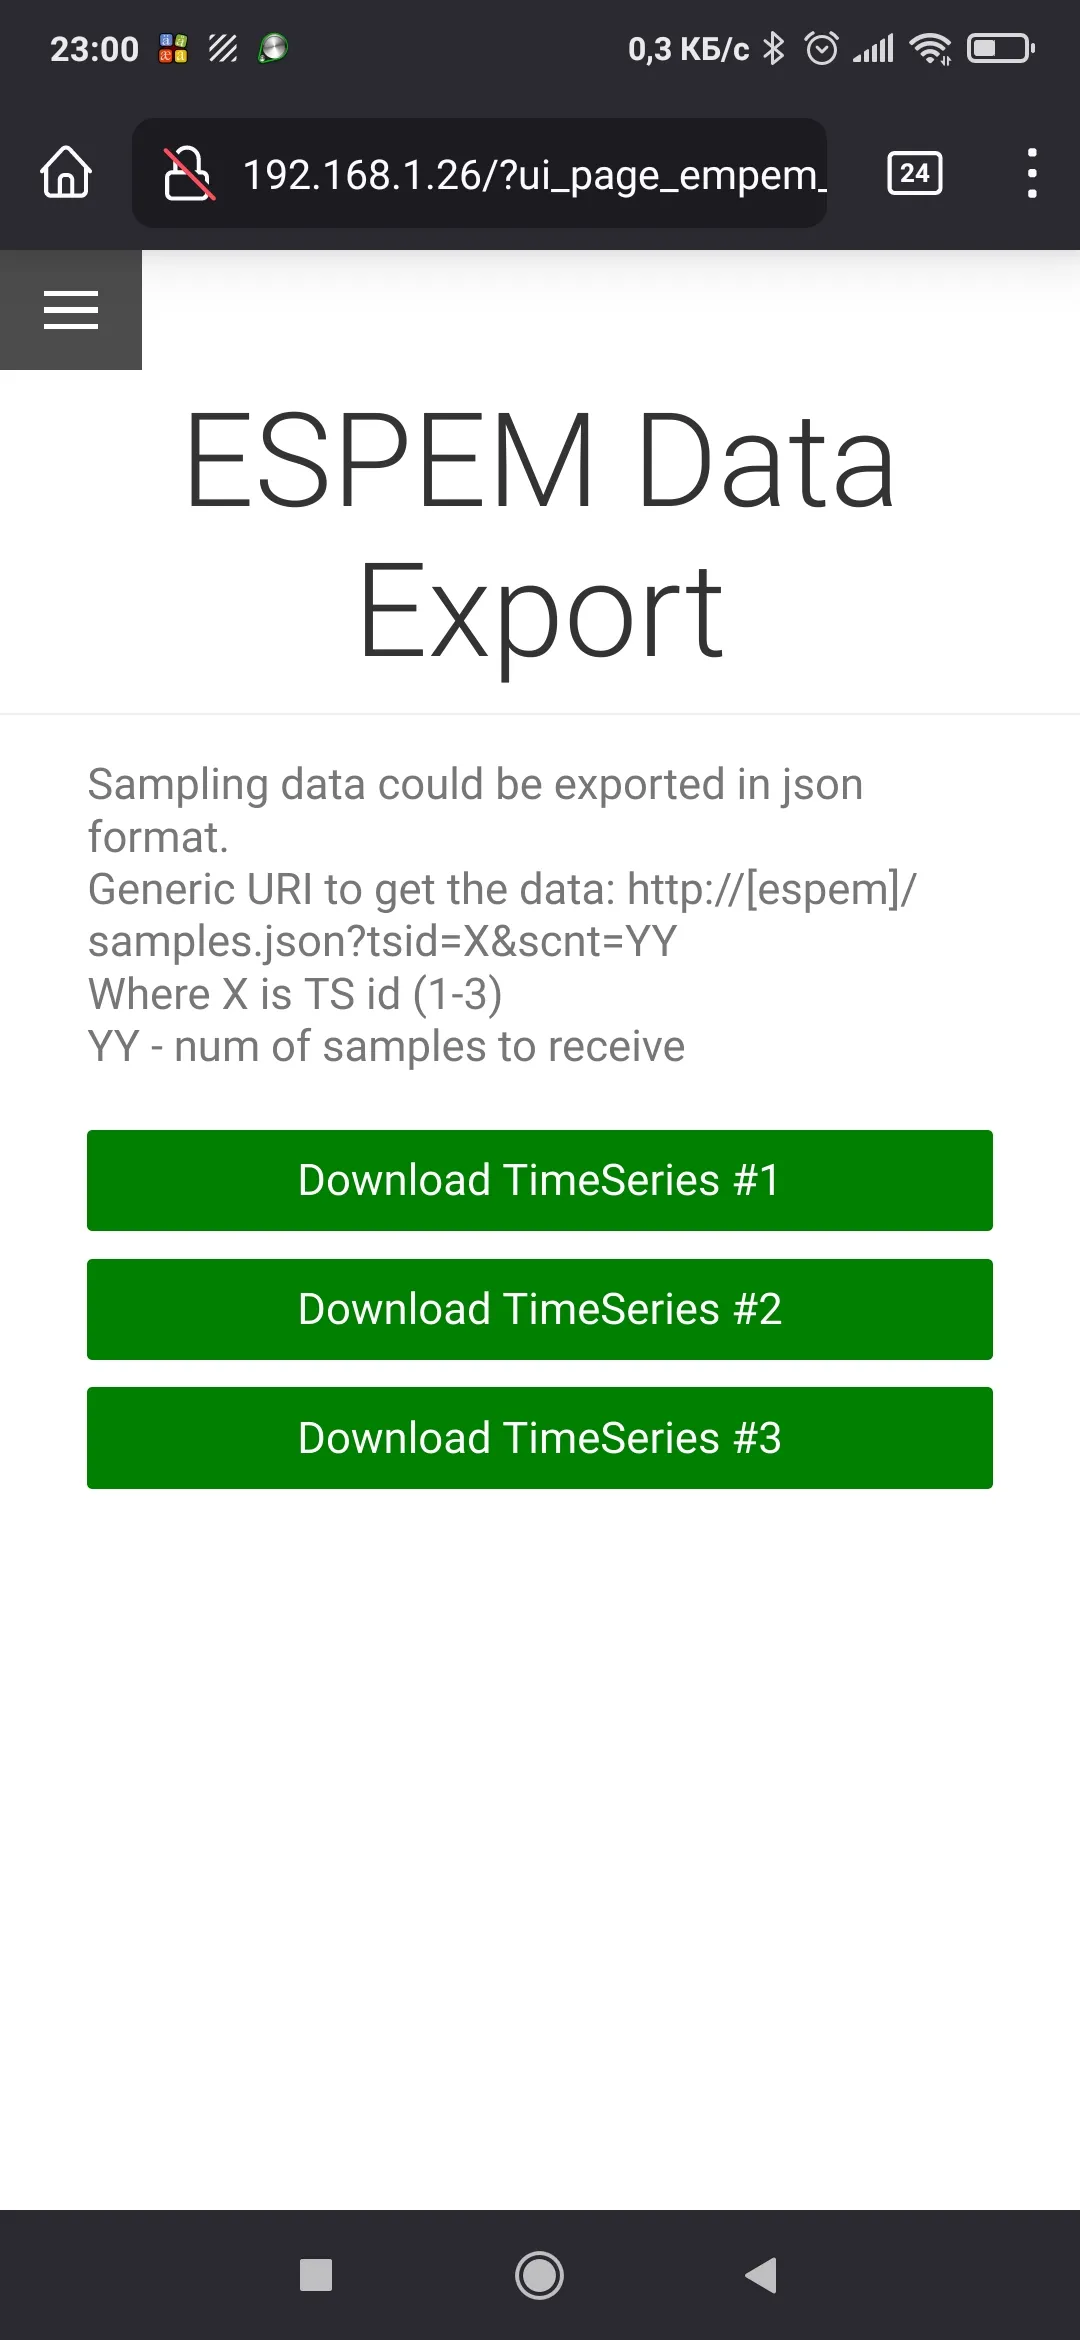 23:00
0,3 КБ/с
192.168.1.26/?ui_page_empem_
24
ESPEM Data
Export
Sampling data could be exported in json
format.
Generic URI to get the data: http://[espem]/
samples.json?tsid=X&scnt=YY
Where X is TS id (1-3)
YY - num of samples to receive
Download TimeSeries #1
Download TimeSeries #2
Download TimeSeries #3